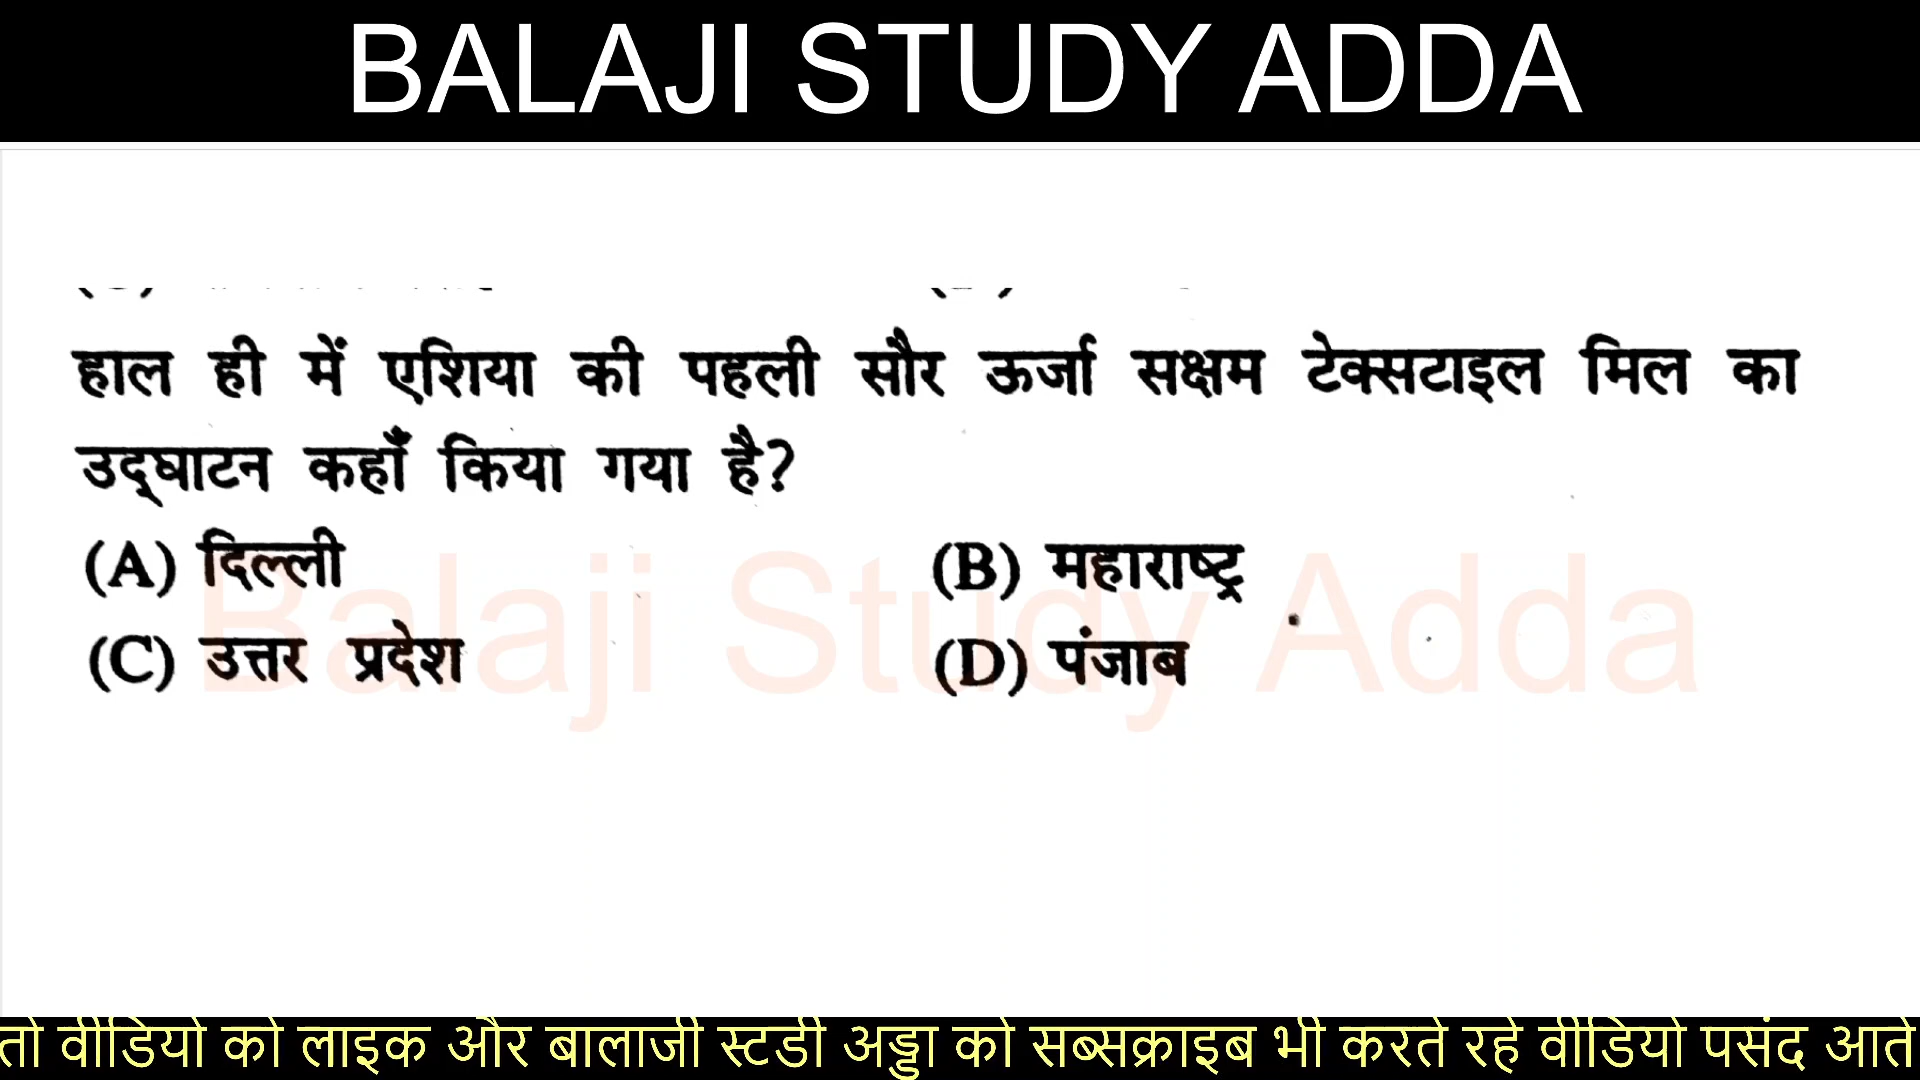 BALAJI STUDY ADDA
हाल ही में एशिया की पहली सौर ऊर्जा सक्षम टेक्सटाइल मिल का
उद्घाटन कहाँ किया गया है?
(A) दिल्ली (B) महाराष्ट्र
(C) उत्तर प्रदेश (D) पंजाब
Balaji Study Adda
तो वीडियो को लाइक और बालाजी स्टडी अड्डा को सब्सक्राइब भी करते रहे वीडियो पसंद आते